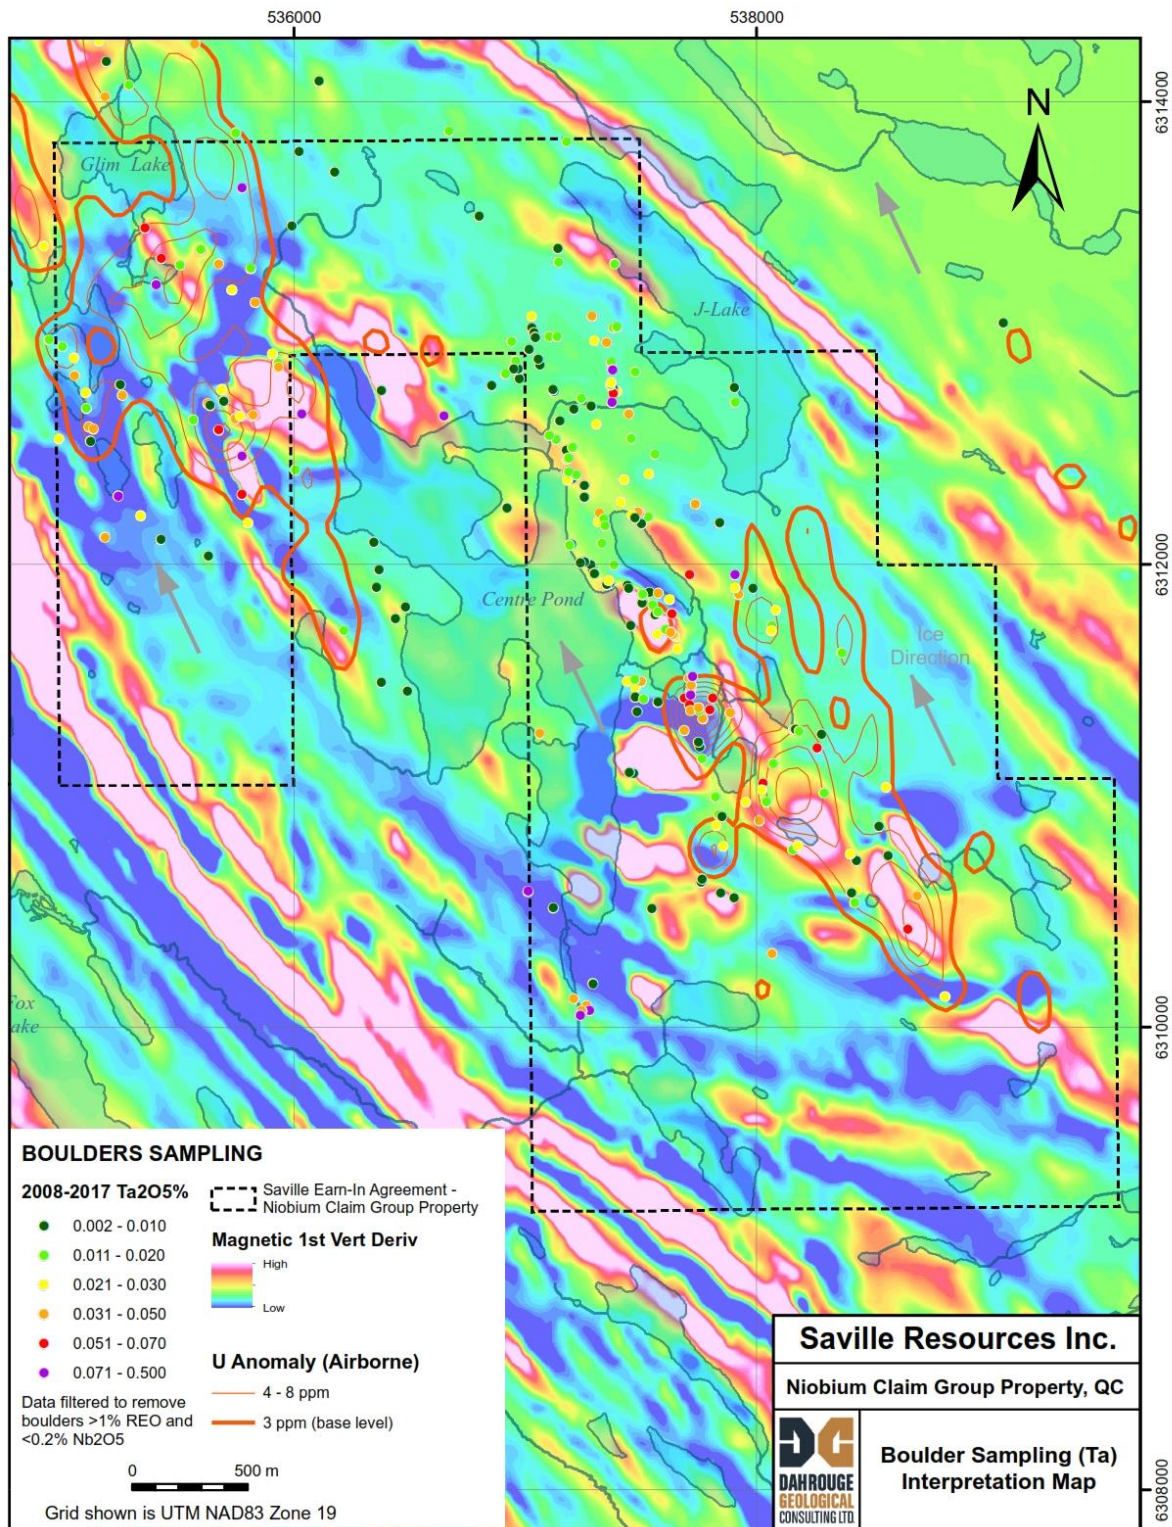 536000
538000
6314000
N
Glim Lake
J-Lake
6312000
Centre Pond
Ice
Direction
6310000
BOULDERS SAMPLING
2008-2017 Ta2O5%
0.002 - 0.010
0.011 - 0.020
0.021 - 0.030
0.031 - 0.050
0.051 - 0.070
0.071 - 0.500
Data filtered to remove
boulders >1% REO and
<0.2% Nb2O5
Saville Earn-In Agreement -
Niobium Claim Group Property
Magnetic 1st Vert Deriv
High
Low
U Anomaly (Airborne)
4 - 8 ppm
3 ppm (base level)
0 500 m
Grid shown is UTM NAD83 Zone 19
Saville Resources Inc.
Niobium Claim Group Property, QC
DAHROUGE
GEOLOGICAL
CONSULTING LTD.
Boulder Sampling (Ta)
Interpretation Map
6308000